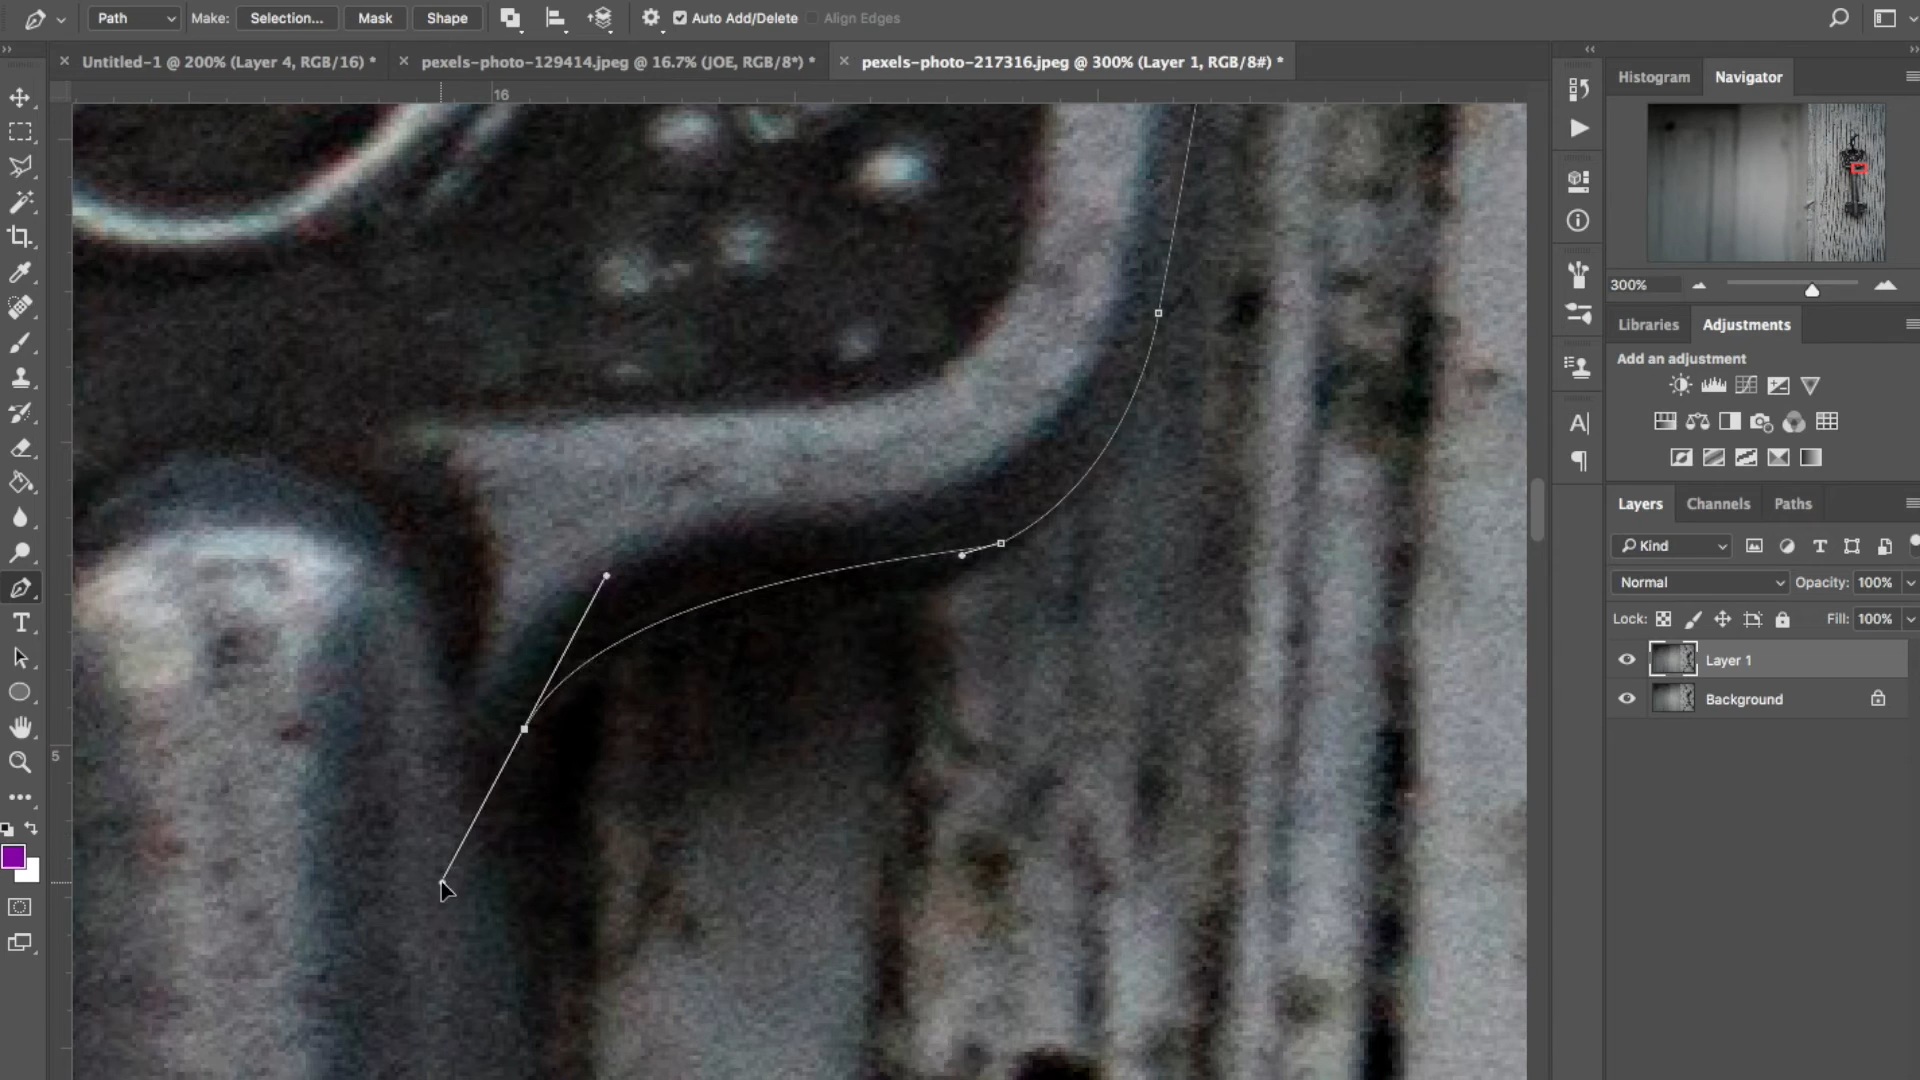 Path Make: Selection... Mask Shape Auto Add/Delete Align Edges
Untitled-1 @ 200% (Layer 4, RGB/16) * pexels-photo-129414.jpeg @ 16.7% (JOE, RGB/8*) * pexels-photo-217316.jpeg @ 300% (Layer 1, RGB/8#) *
16
5
Histogram Navigator
300%
Libraries Adjustments
Add an adjustment
Layers Channels Paths
Kind
Normal Opacity: 100%
Lock: Fill: 100%
Layer 1
Background